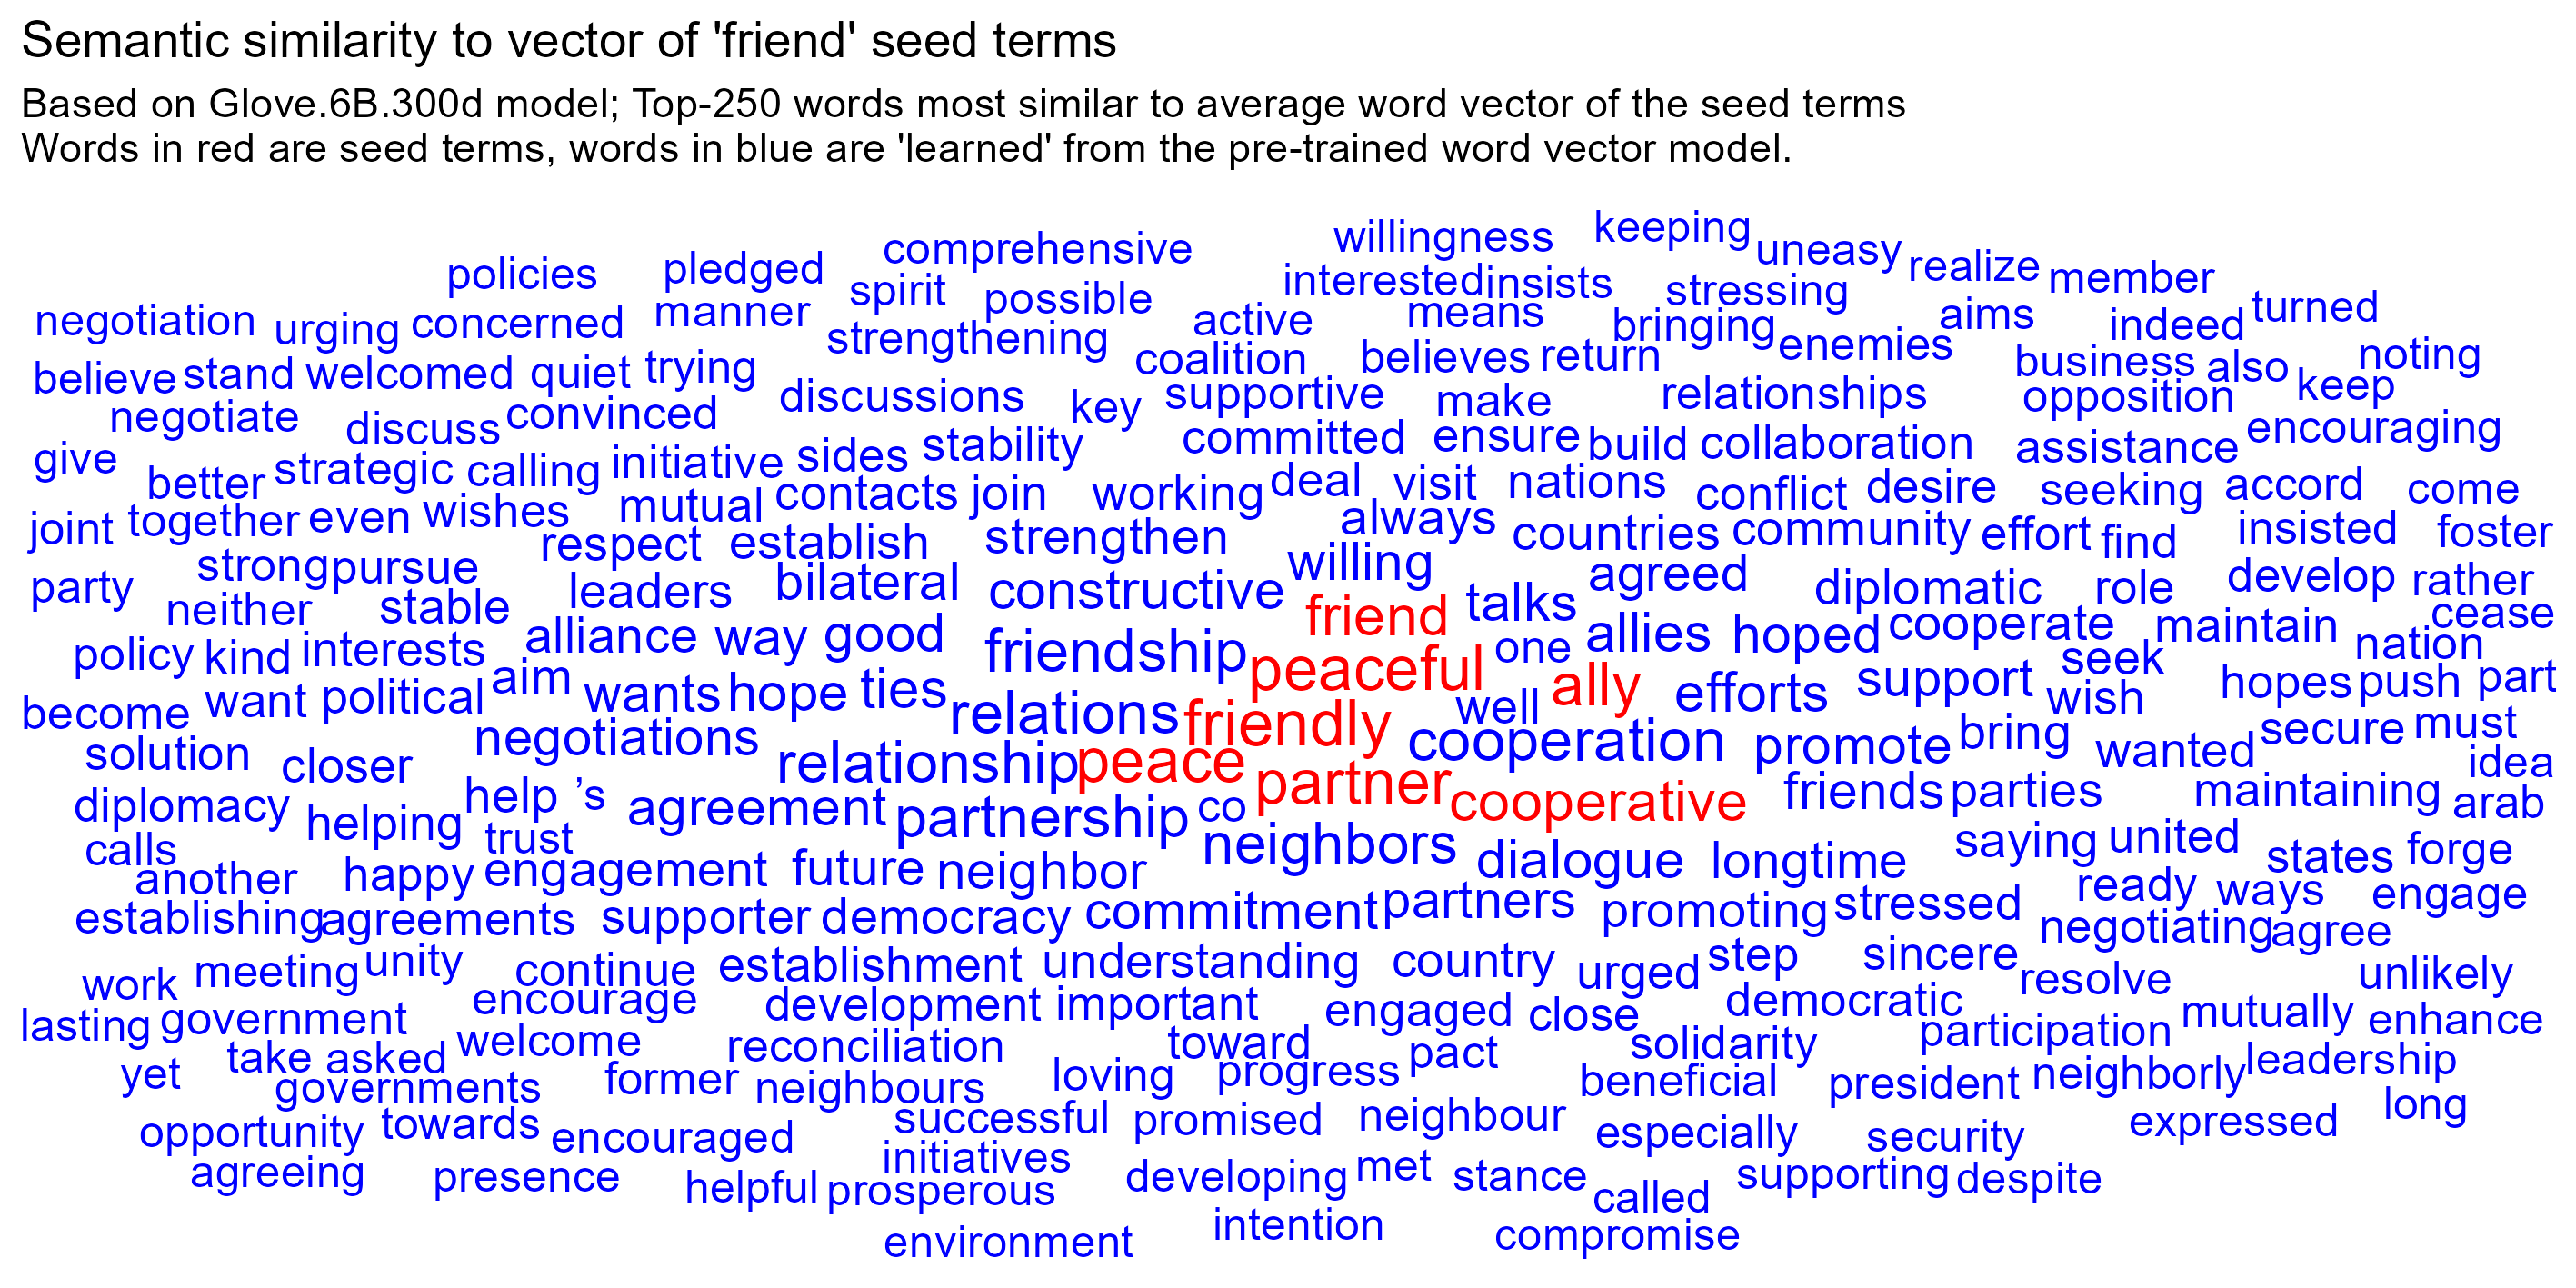 Semantic similarity to vector of 'friend' seed terms
Based on Glove.6B.300d model; Top-250 words most similar to average word vector of the seed terms
Words in red are seed terms, words in blue are 'learned' from the pre-trained word vector model.
willingness keeping
comprehensive uneasy
policies pledged spirit possible interested insists stressing realize member
negotiation urging concerned manner strengthening active means bringing enemies aims indeed turned
believe stand welcomed quiet trying coalition believes return business also noting
negotiate discuss convinced discussions key supportive make relationships opposition keep
give better strategic calling initiative sides stability committed ensure build collaboration assistance encouraging
joint together even wishes mutual contacts join working deal visit nations conflict desire seeking accord come
respect establish strengthen always countries community effort find insisted foster
party strong pursue leaders bilateral constructive willing agreed diplomatic role develop rather
neither stable friend talks cease
policy kind interests alliance way good friendship peaceful one allies hoped cooperate maintain nation
become want political aim wants hope ties relations friendly well ally efforts support seek wish hopes push part
solution closer negotiations relationship peace cooperation promote bring wanted secure must idea
diplomacy helping help ’s agreement partnership co partner cooperative friends parties maintaining arab
calls trust neighbors
another happy engagement future neighbor dialogue longtime saying united states forge
establishing agreements supporter democracy commitment partners promoting stressed ready ways engage
negotiating agree
work meeting unity continue establishment understanding country urged step sincere resolve unlikely
lasting government encourage development important engaged close democratic participation mutually enhance
yet take asked welcome reconciliation toward pact solidarity
governments former neighbours loving progress beneficial president neighborly leadership
opportunity towards encouraged successful promised neighbour especially security expressed long
agreeing presence helpful initiatives prosperous developing met stance called supporting despite
environment intention compromise